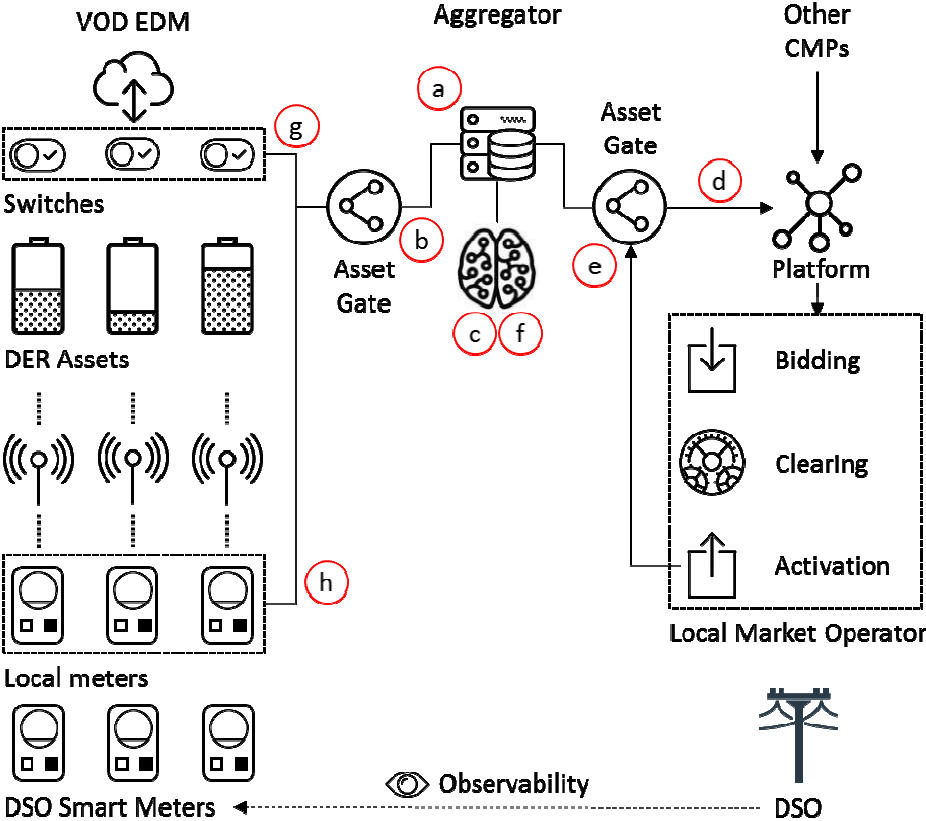 VOD EDM
Aggregator
Other
CMPs
a
g
Asset
Gate
d
Switches
b
e
Asset
Gate
Platform
c
f
DER Assets
Bidding
Clearing
Activation
h
Local Market Operator
Local meters
Observability
DSO Smart Meters
DSO